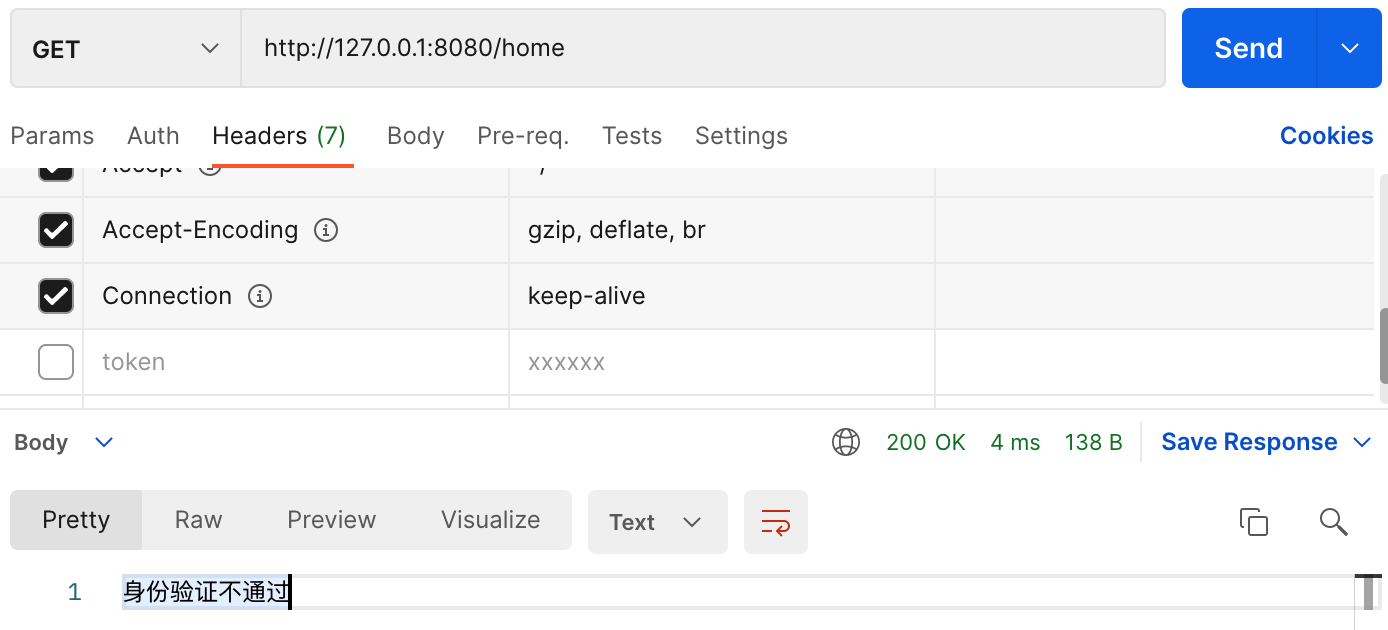 GET http://127.0.0.1:8080/home Send
Params Auth Headers (7) Body Pre-req. Tests Settings Cookies
Accept
Accept-Encoding gzip, deflate, br
Connection keep-alive
token xxxxxx
Body 200 OK 4 ms 138 B Save Response
Pretty Raw Preview Visualize Text
1 身份验证不通过